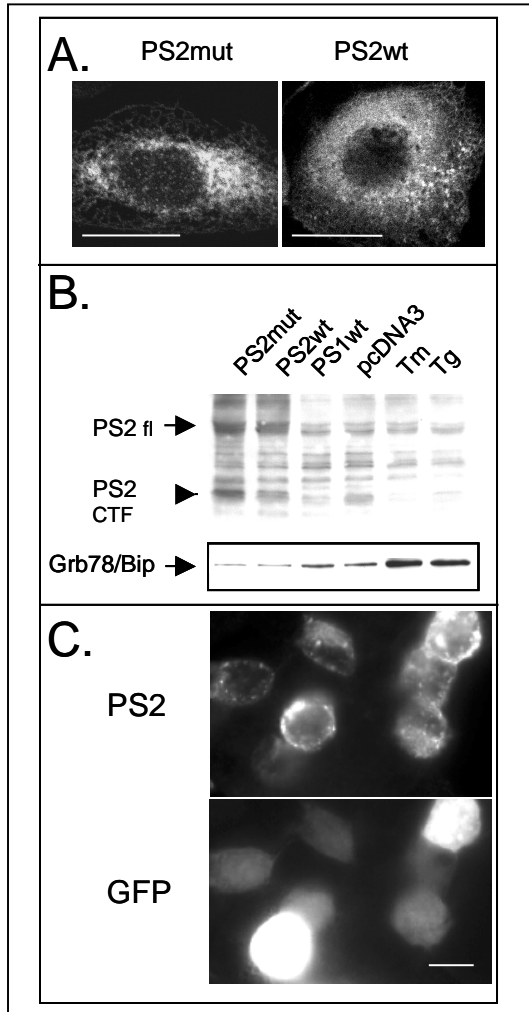 A.
PS2mut PS2wt
B.
PS2mut PS2wt PS1wt pcDNA3 Tm Tg
PS2 fl
PS2
CTF
Grb78/Bip
C.
PS2
GFP